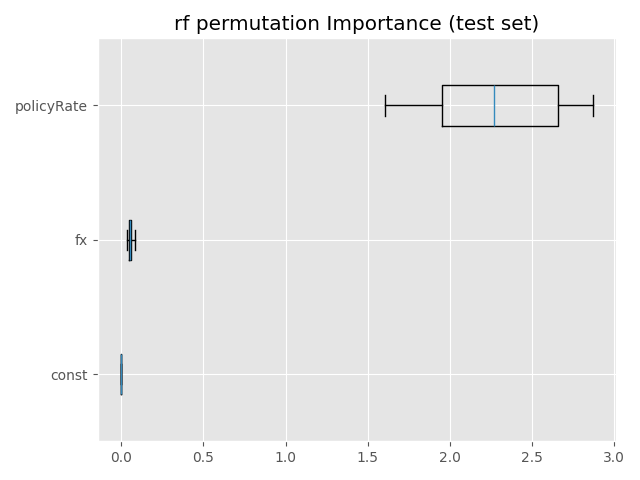 rf permutation Importance (test set)
policyRate
fx
const
0.0 0.5 1.0 1.5 2.0 2.5 3.0